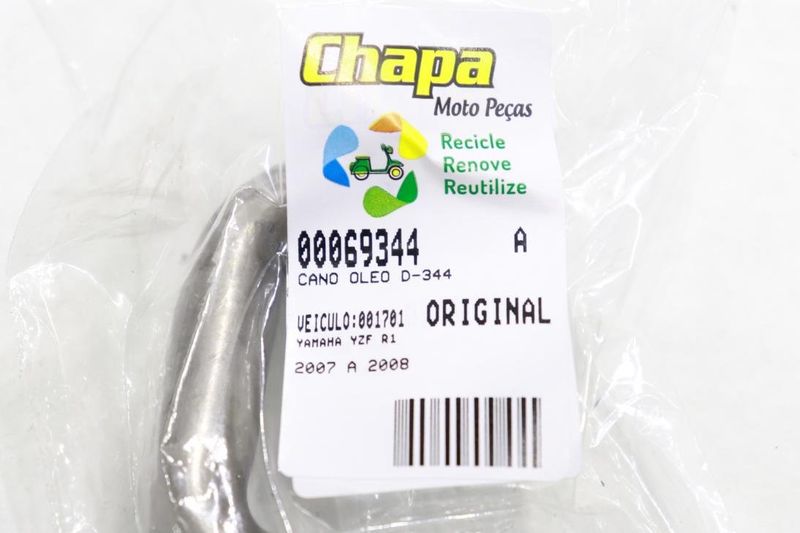 Chapa
Moto Peças
Recicle
Renove
Reutilize
00069344 A
CANO OLEO D-344
VEICULO:001701 ORIGINAL
YAMAHA YZF R1
2007 A 2008